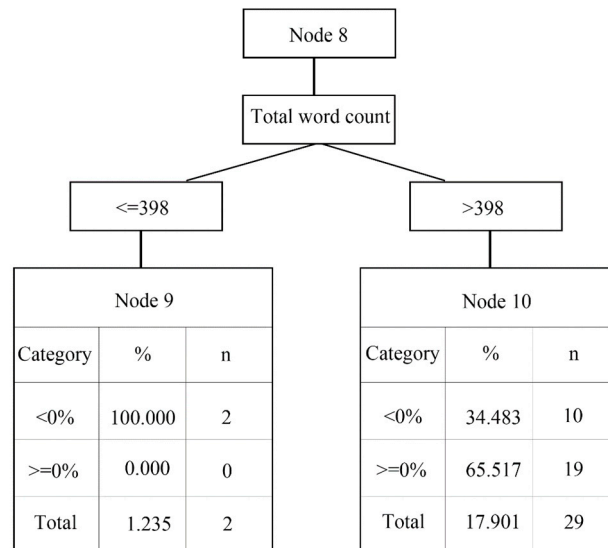 Node 8
Total word count
<=398
>398
Node 9
Category % n
<0% 100.000 2
>=0% 0.000 0
Total 1.235 2
Node 10
Category % n
<0% 34.483 10
>=0% 65.517 19
Total 17.901 29